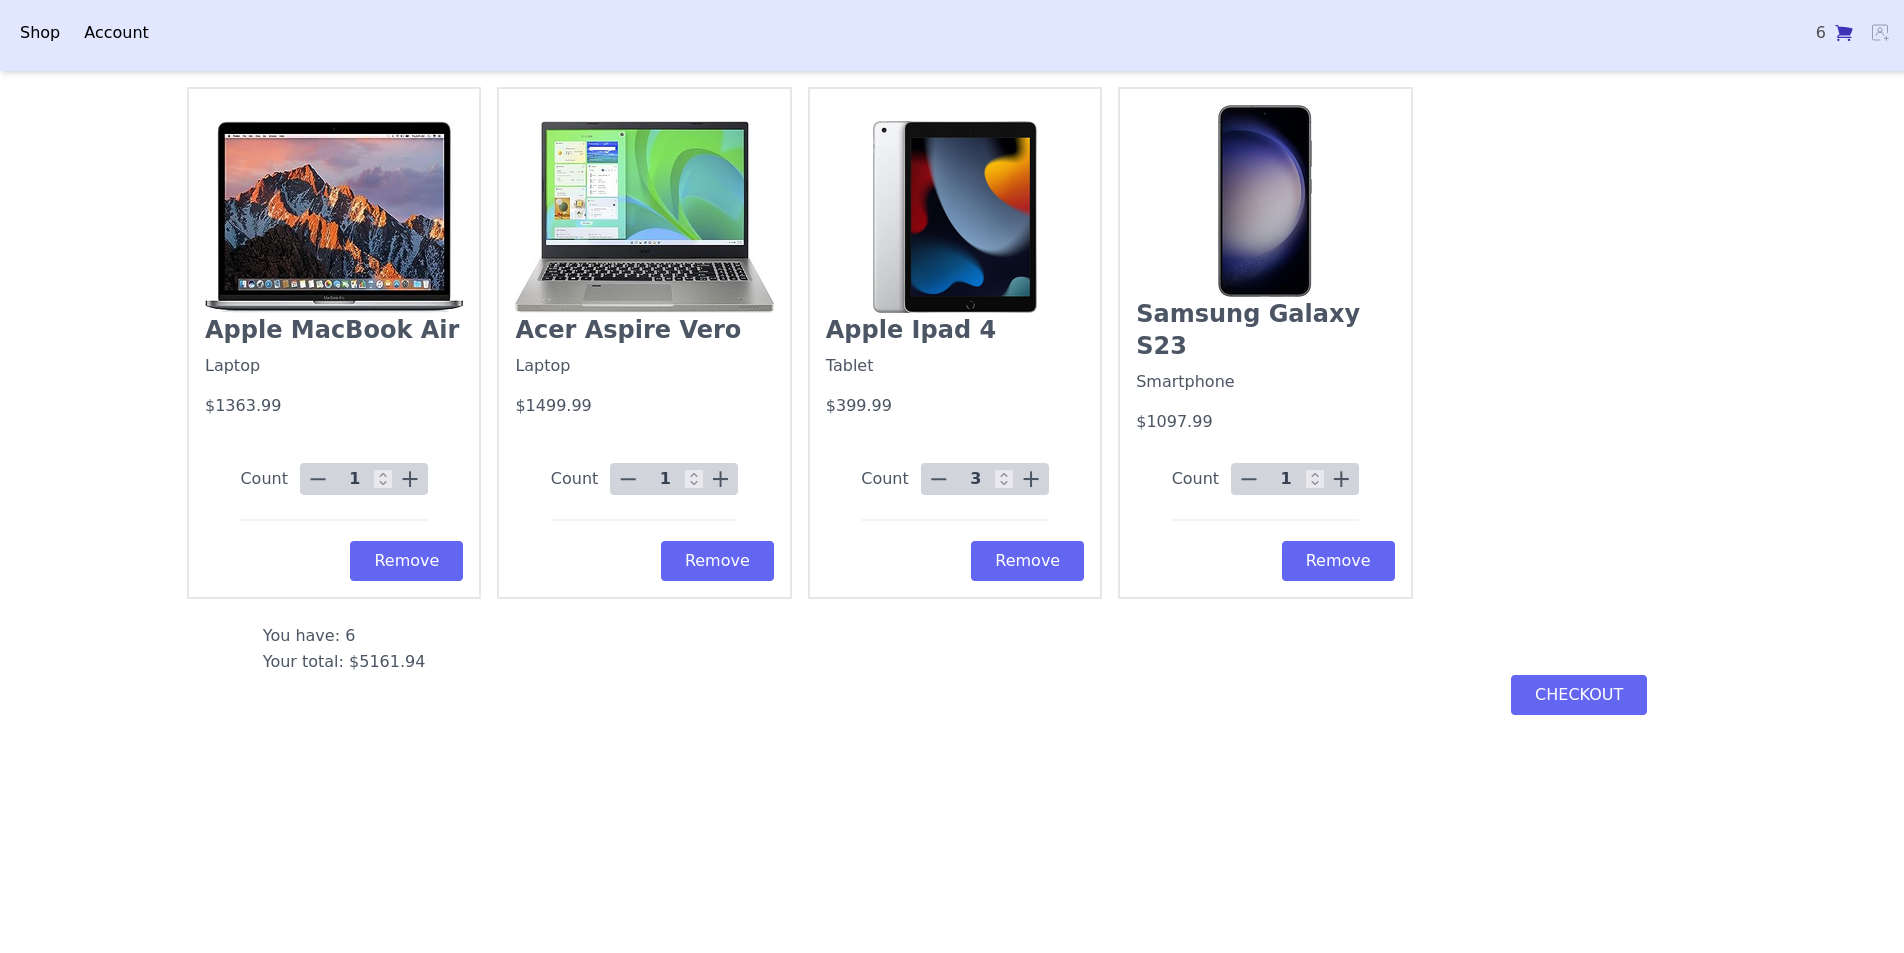 Shop Account 6
Apple MacBook Air
Laptop
$1363.99
Count 1
Remove
Acer Aspire Vero
Laptop
$1499.99
Count 1
Remove
Apple Ipad 4
Tablet
$399.99
Count 3
Remove
Samsung Galaxy
S23
Smartphone
$1097.99
Count 1
Remove
You have: 6
Your total: $5161.94
CHECKOUT